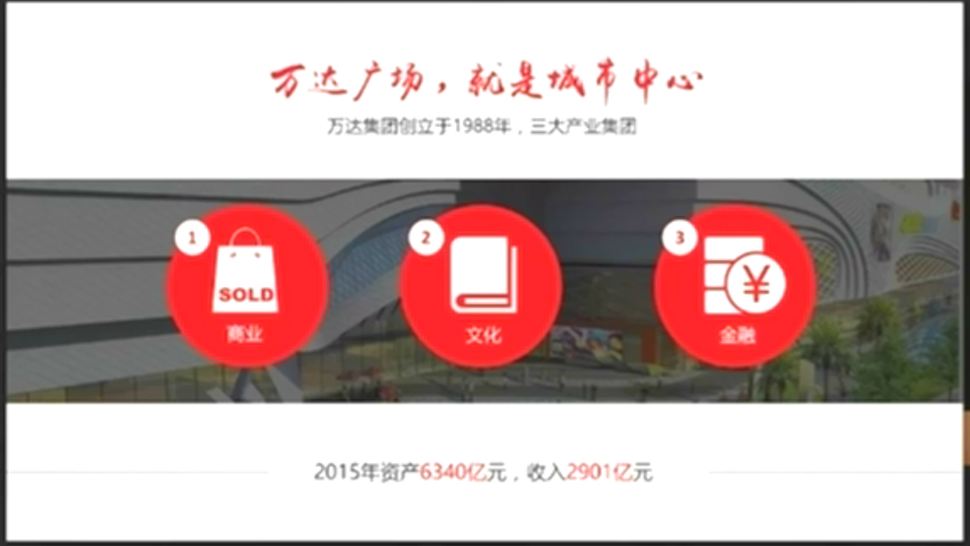 万达广场，就是城市中心
万达集团创立于1988年，三大产业集团
1
SOLD
商业
2
文化
3
¥
金融
2015年资产6340亿元，收入2901亿元